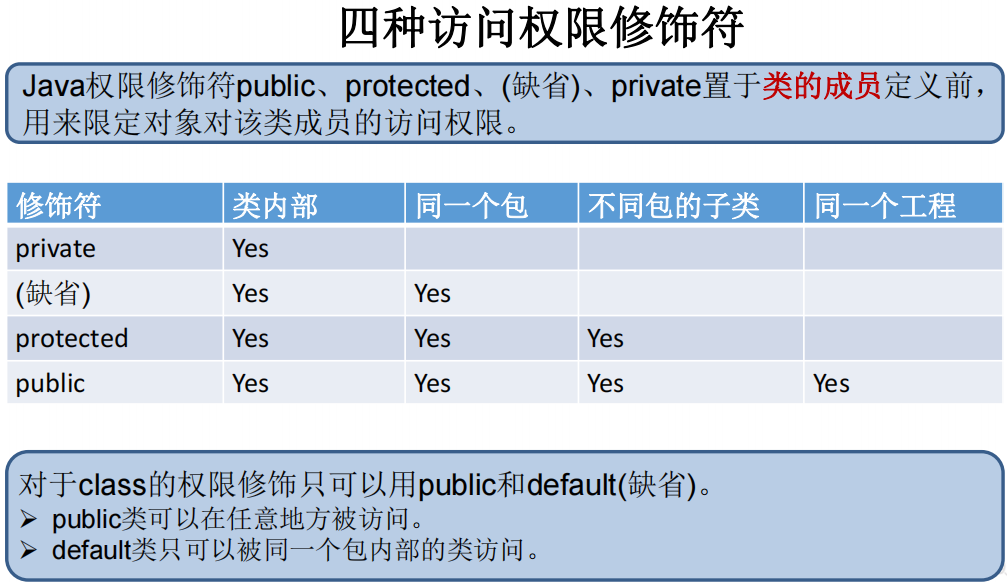 四种访问权限修饰符
Java权限修饰符public、protected、(缺省)、private置于类的成员定义前，
用来限定对象对该类成员的访问权限。
修饰符 类内部 同一个包 不同包的子类 同一个工程
private Yes
(缺省) Yes Yes
protected Yes Yes Yes
public Yes Yes Yes Yes
对于class的权限修饰只可以用public和default(缺省)。
➢ public类可以在任意地方被访问。
➢ default类只可以被同一个包内部的类访问。